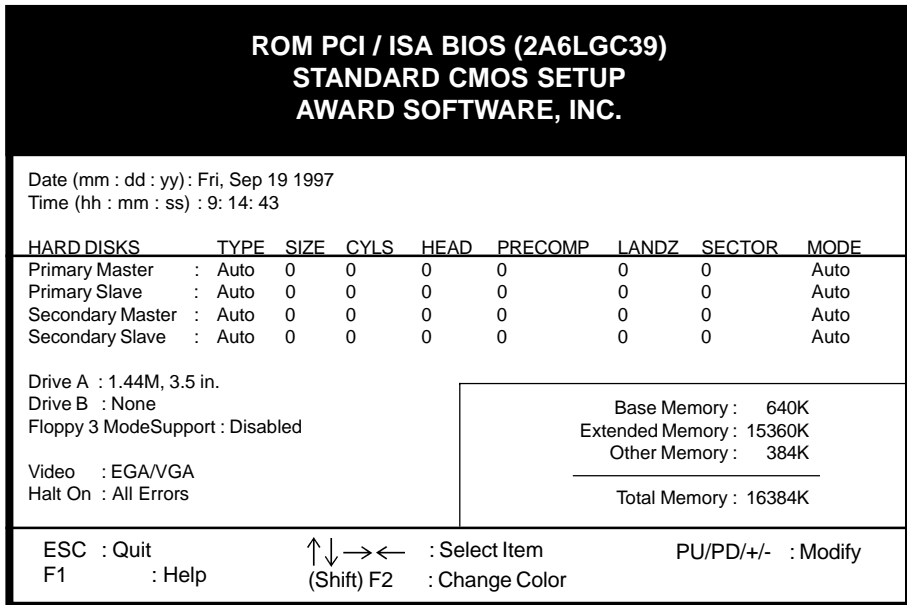 ROM PCI / ISA BIOS (2A6LGC39)
STANDARD CMOS SETUP
AWARD SOFTWARE, INC.
Date (mm : dd : yy) : Fri, Sep 19 1997
Time (hh : mm : ss) : 9: 14: 43
HARD DISKS TYPE SIZE CYLS HEAD PRECOMP LANDZ SECTOR MODE
Primary Master : Auto 0 0 0 0 0 0 Auto
Primary Slave : Auto 0 0 0 0 0 0 Auto
Secondary Master : Auto 0 0 0 0 0 0 Auto
Secondary Slave : Auto 0 0 0 0 0 0 Auto
Drive A : 1.44M, 3.5 in.
Drive B : None
Floppy 3 ModeSupport : Disabled
Video : EGA/VGA
Halt On : All Errors
Base Memory : 640K
Extended Memory : 15360K
Other Memory : 384K
Total Memory : 16384K
ESC : Quit ↑↓→← : Select Item PU/PD/+/- : Modify
F1 : Help (Shift) F2 : Change Color